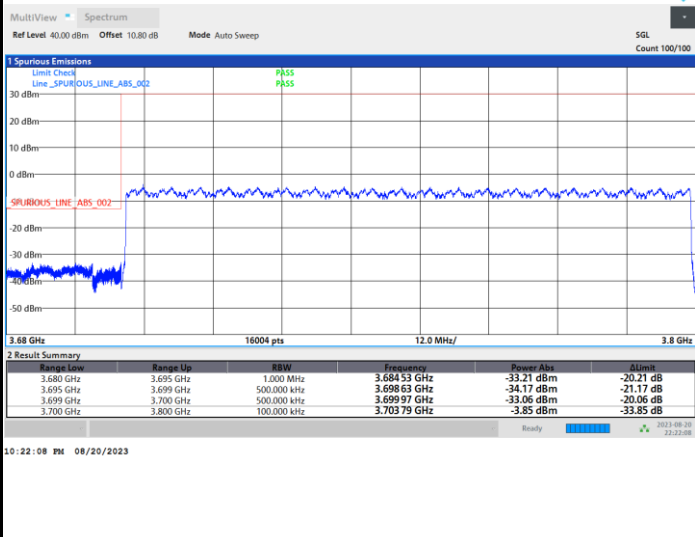 MultiView Spectrum
Ref Level 40.00 dBm Offset 10.80 dB Mode Auto Sweep SGL
Count 100/100
1 Spurious Emissions
Limit Check PASS
Line _SPURIOUS_LINE_ABS_002 PASS
30 dBm
20 dBm
10 dBm
0 dBm
_SPURIOUS_LINE_ABS_002
-20 dBm
-30 dBm
-40 dBm
-50 dBm
3.68 GHz 16004 pts 12.0 MHz/ 3.8 GHz
2 Result Summary
Range Low Range Up RBW Frequency Power Abs ΔLimit
3.680 GHz 3.695 GHz 1.000 MHz 3.684 53 GHz -33.21 dBm -20.21 dB
3.695 GHz 3.699 GHz 500.000 kHz 3.698 63 GHz -34.17 dBm -21.17 dB
3.699 GHz 3.700 GHz 500.000 kHz 3.699 97 GHz -33.06 dBm -20.06 dB
3.700 GHz 3.800 GHz 100.000 kHz 3.703 79 GHz -3.85 dBm -33.85 dB
Ready 2023-08-20
22:22:08
10:22:08 PM 08/20/2023